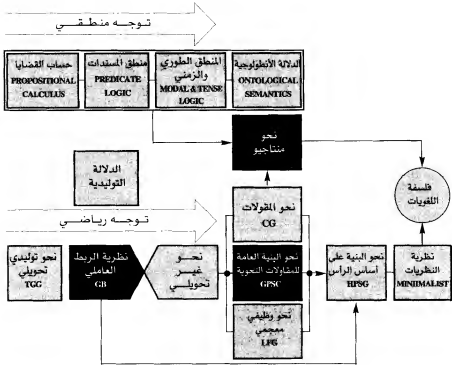 توجه منطقي
حساب القضايا
PROPOSITIONAL
CALCULUS
منطق المسندات
PREDICATE
LOGIC
المنطق الطوري
والزمني
MODAL & TENSE
LOGIC
الدلالة الأنطولوجية
ONTOLOGICAL
SEMANTICS
نحو
منتاجيو
الدلالة
التوليدية
فلسفة
اللغويات
توجه رياضي
نحو المقولات
CG
نحو توليدي
تحويلي
TGG
نظرية الربط
العاملي
GB
نحو
غير
تحويلي
نحو البنية العامة
للمقاولات النحوية
GPSC
نحو البنية على
أساس الرأس
HPSG
نظرية
النظريات
MINIIMALIST
نحو وظيفي
معجمي
LFG